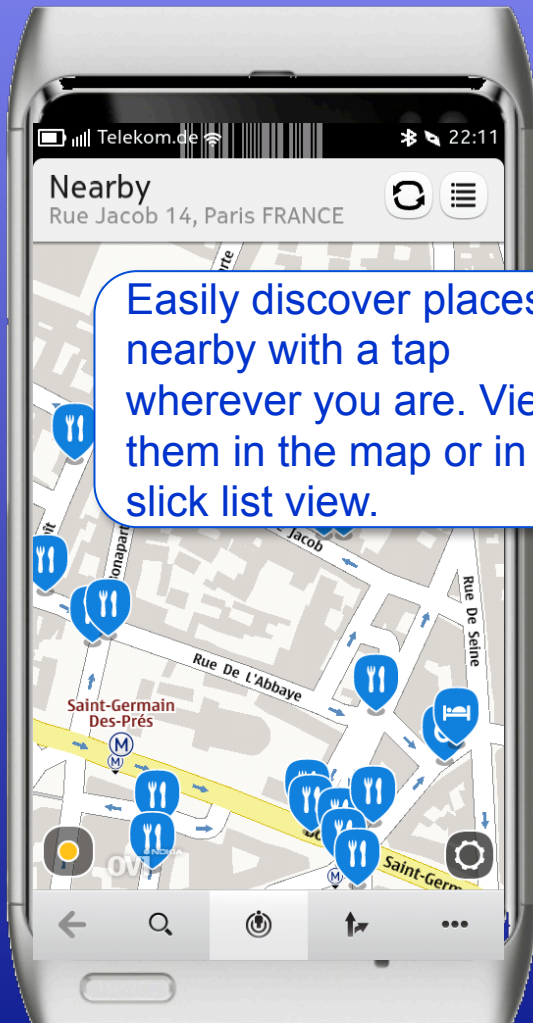 Telekom.de
22:11
Nearby
Rue Jacob 14, Paris FRANCE
Easily discover places
nearby with a tap
wherever you are. Vie
them in the map or in
slick list view.
Jacob
Rue De Seine
Rue De L'Abbaye
Saint-Germain
Des-Prés
M
M
NOKIA
OVI
M
Saint-Germ